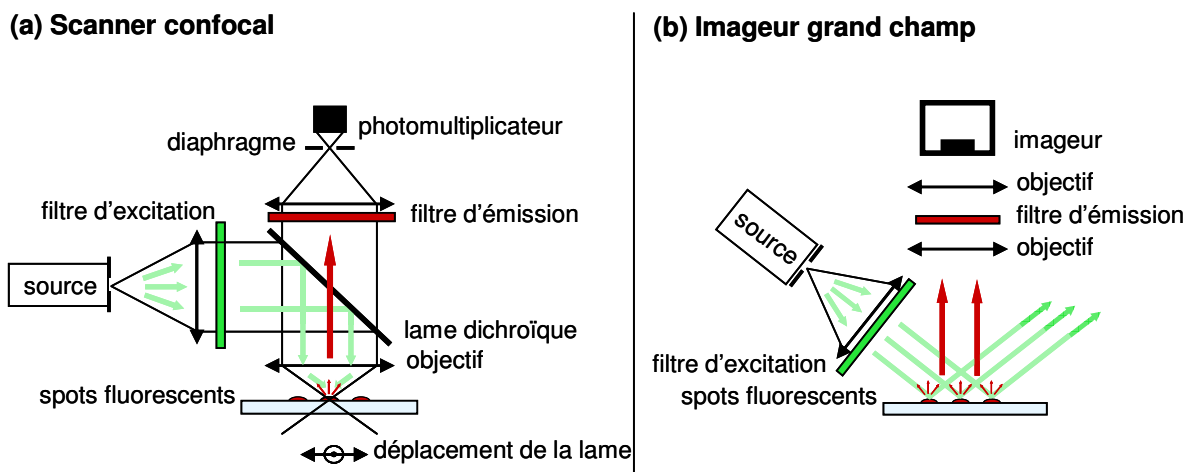 (a) Scanner confocal
photomultiplicateur
diaphragme
filtre d'excitation
filtre d'émission
source
lame dichroïque
objectif
spots fluorescents
déplacement de la lame
(b) Imageur grand champ
imageur
objectif
filtre d'émission
source
objectif
filtre d'excitation
spots fluorescents